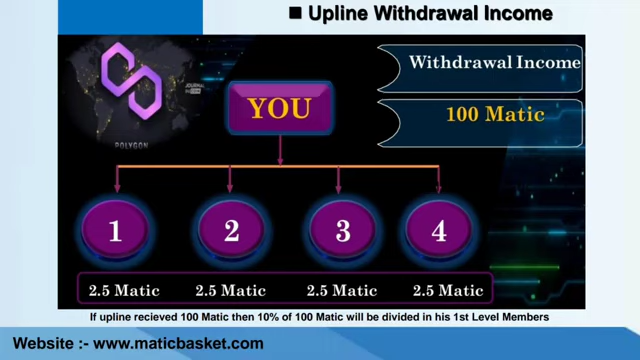 ■ Upline Withdrawal Income
Withdrawal Income
100 Matic
YOU
POLYGON
1 2 3 4
2.5 Matic 2.5 Matic 2.5 Matic 2.5 Matic
If upline recieved 100 Matic then 10% of 100 Matic will be divided in his 1st Level Members
Website :- www.maticbasket.com